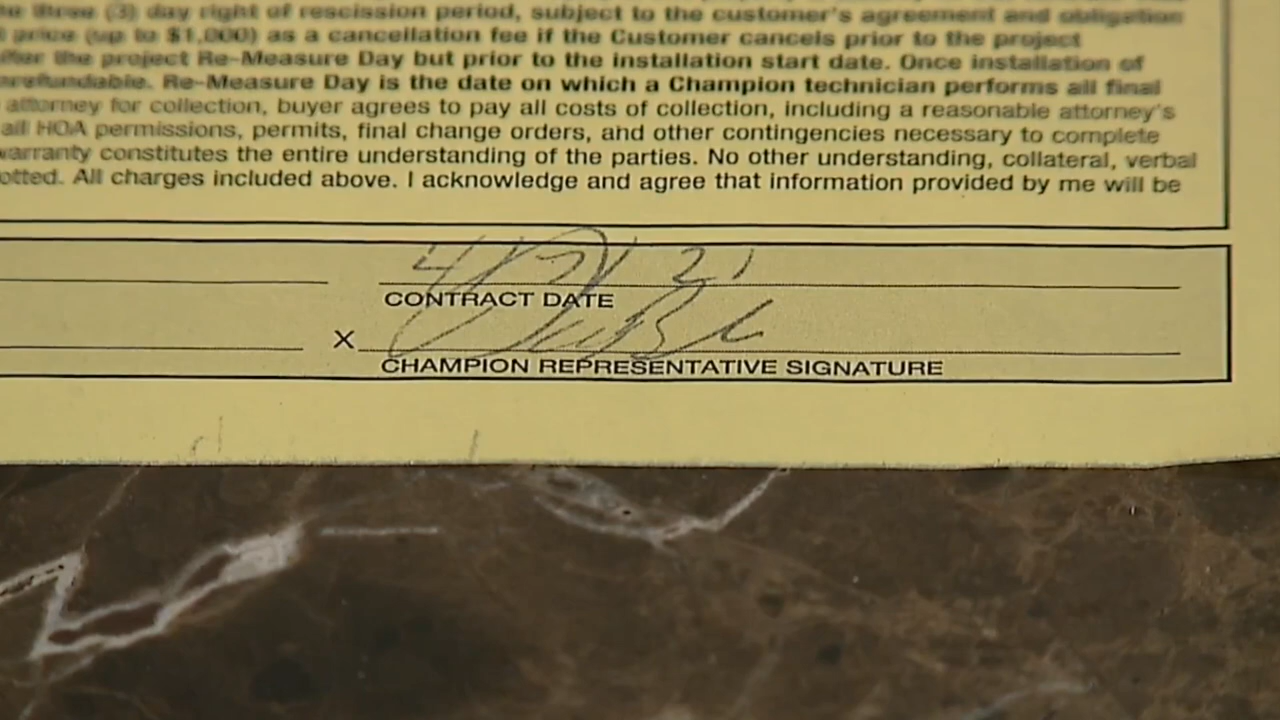 three (3) day right of rescission period, subject to the customer's agreement and obligation
price (up to $1,000) as a cancellation fee if the Customer cancels prior to the project
the project Re-Measure Day but prior to the installation start date. Once installation of
Re-Measure Day is the date on which a Champion technician performs all final
attorney for collection, buyer agrees to pay all costs of collection, including a reasonable attorney's
all HOA permissions, permits, final change orders, and other contingencies necessary to complete
warranty constitutes the entire understanding of the parties. No other understanding, collateral, verbal
All charges included above. I acknowledge and agree that information provided by me will be
CONTRACT DATE
X
CHAMPION REPRESENTATIVE SIGNATURE